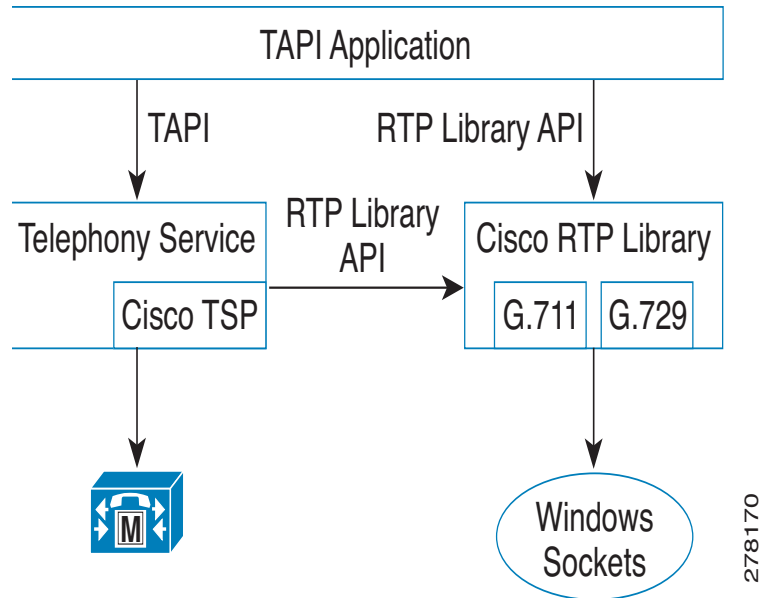 TAPI Application
TAPI
RTP Library API
Telephony Service
RTP Library
API
Cisco RTP Library
Cisco TSP
G.711
G.729
M
Windows
Sockets
278170